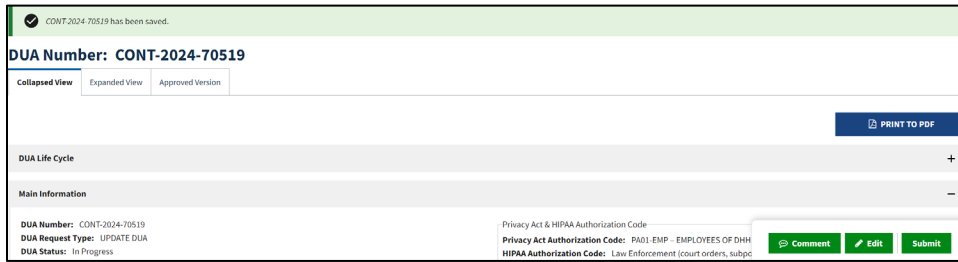 CONT-2024-70519 has been saved.
DUA Number: CONT-2024-70519
Collapsed View Expanded View Approved Version
PRINT TO PDF
DUA Life Cycle
Main Information
DUA Number: CONT-2024-70519
DUA Request Type: UPDATE DUA
DUA Status: In Progress
Privacy Act & HIPAA Authorization Code
Privacy Act Authorization Code: PA01-EMP – EMPLOYEES OF DHH
HIPAA Authorization Code: Law Enforcement (court orders, subpo
Comment Edit Submit